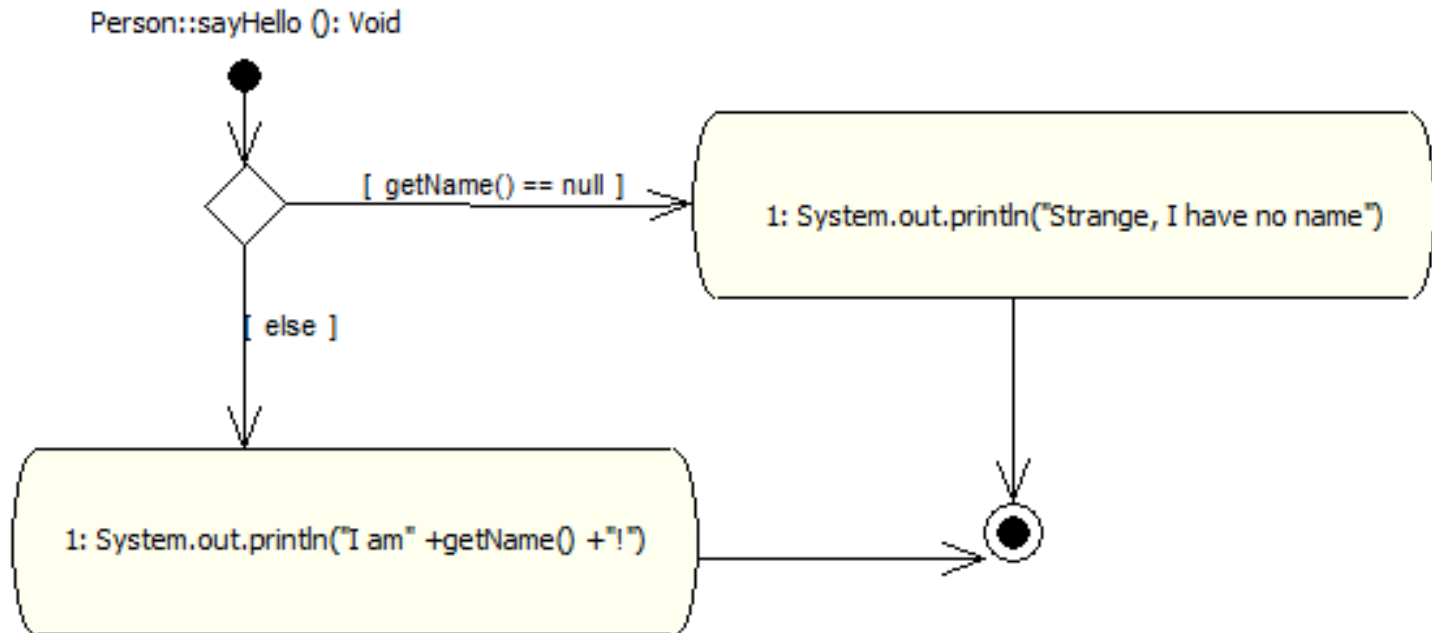 Person::sayHello (): Void
[ getName() == null ]
1: System.out.println("Strange, I have no name")
[ else ]
1: System.out.println("I am" +getName() +"!")